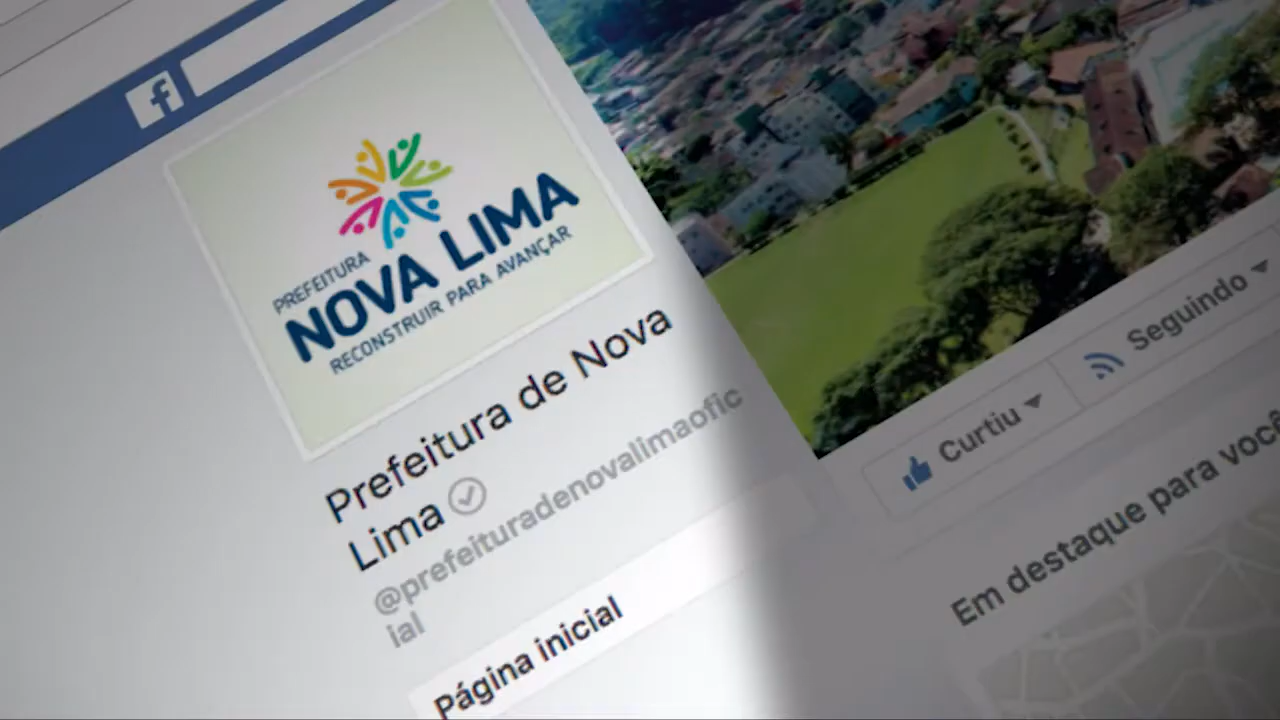 f
PREFEITURA
NOVA LIMA
RECONSTRUIR PARA AVANÇAR
Prefeitura de Nova
Lima
@prefeituradenovalimaofic
ial
Página inicial
Curtiu
Seguindo
Em destaque para você